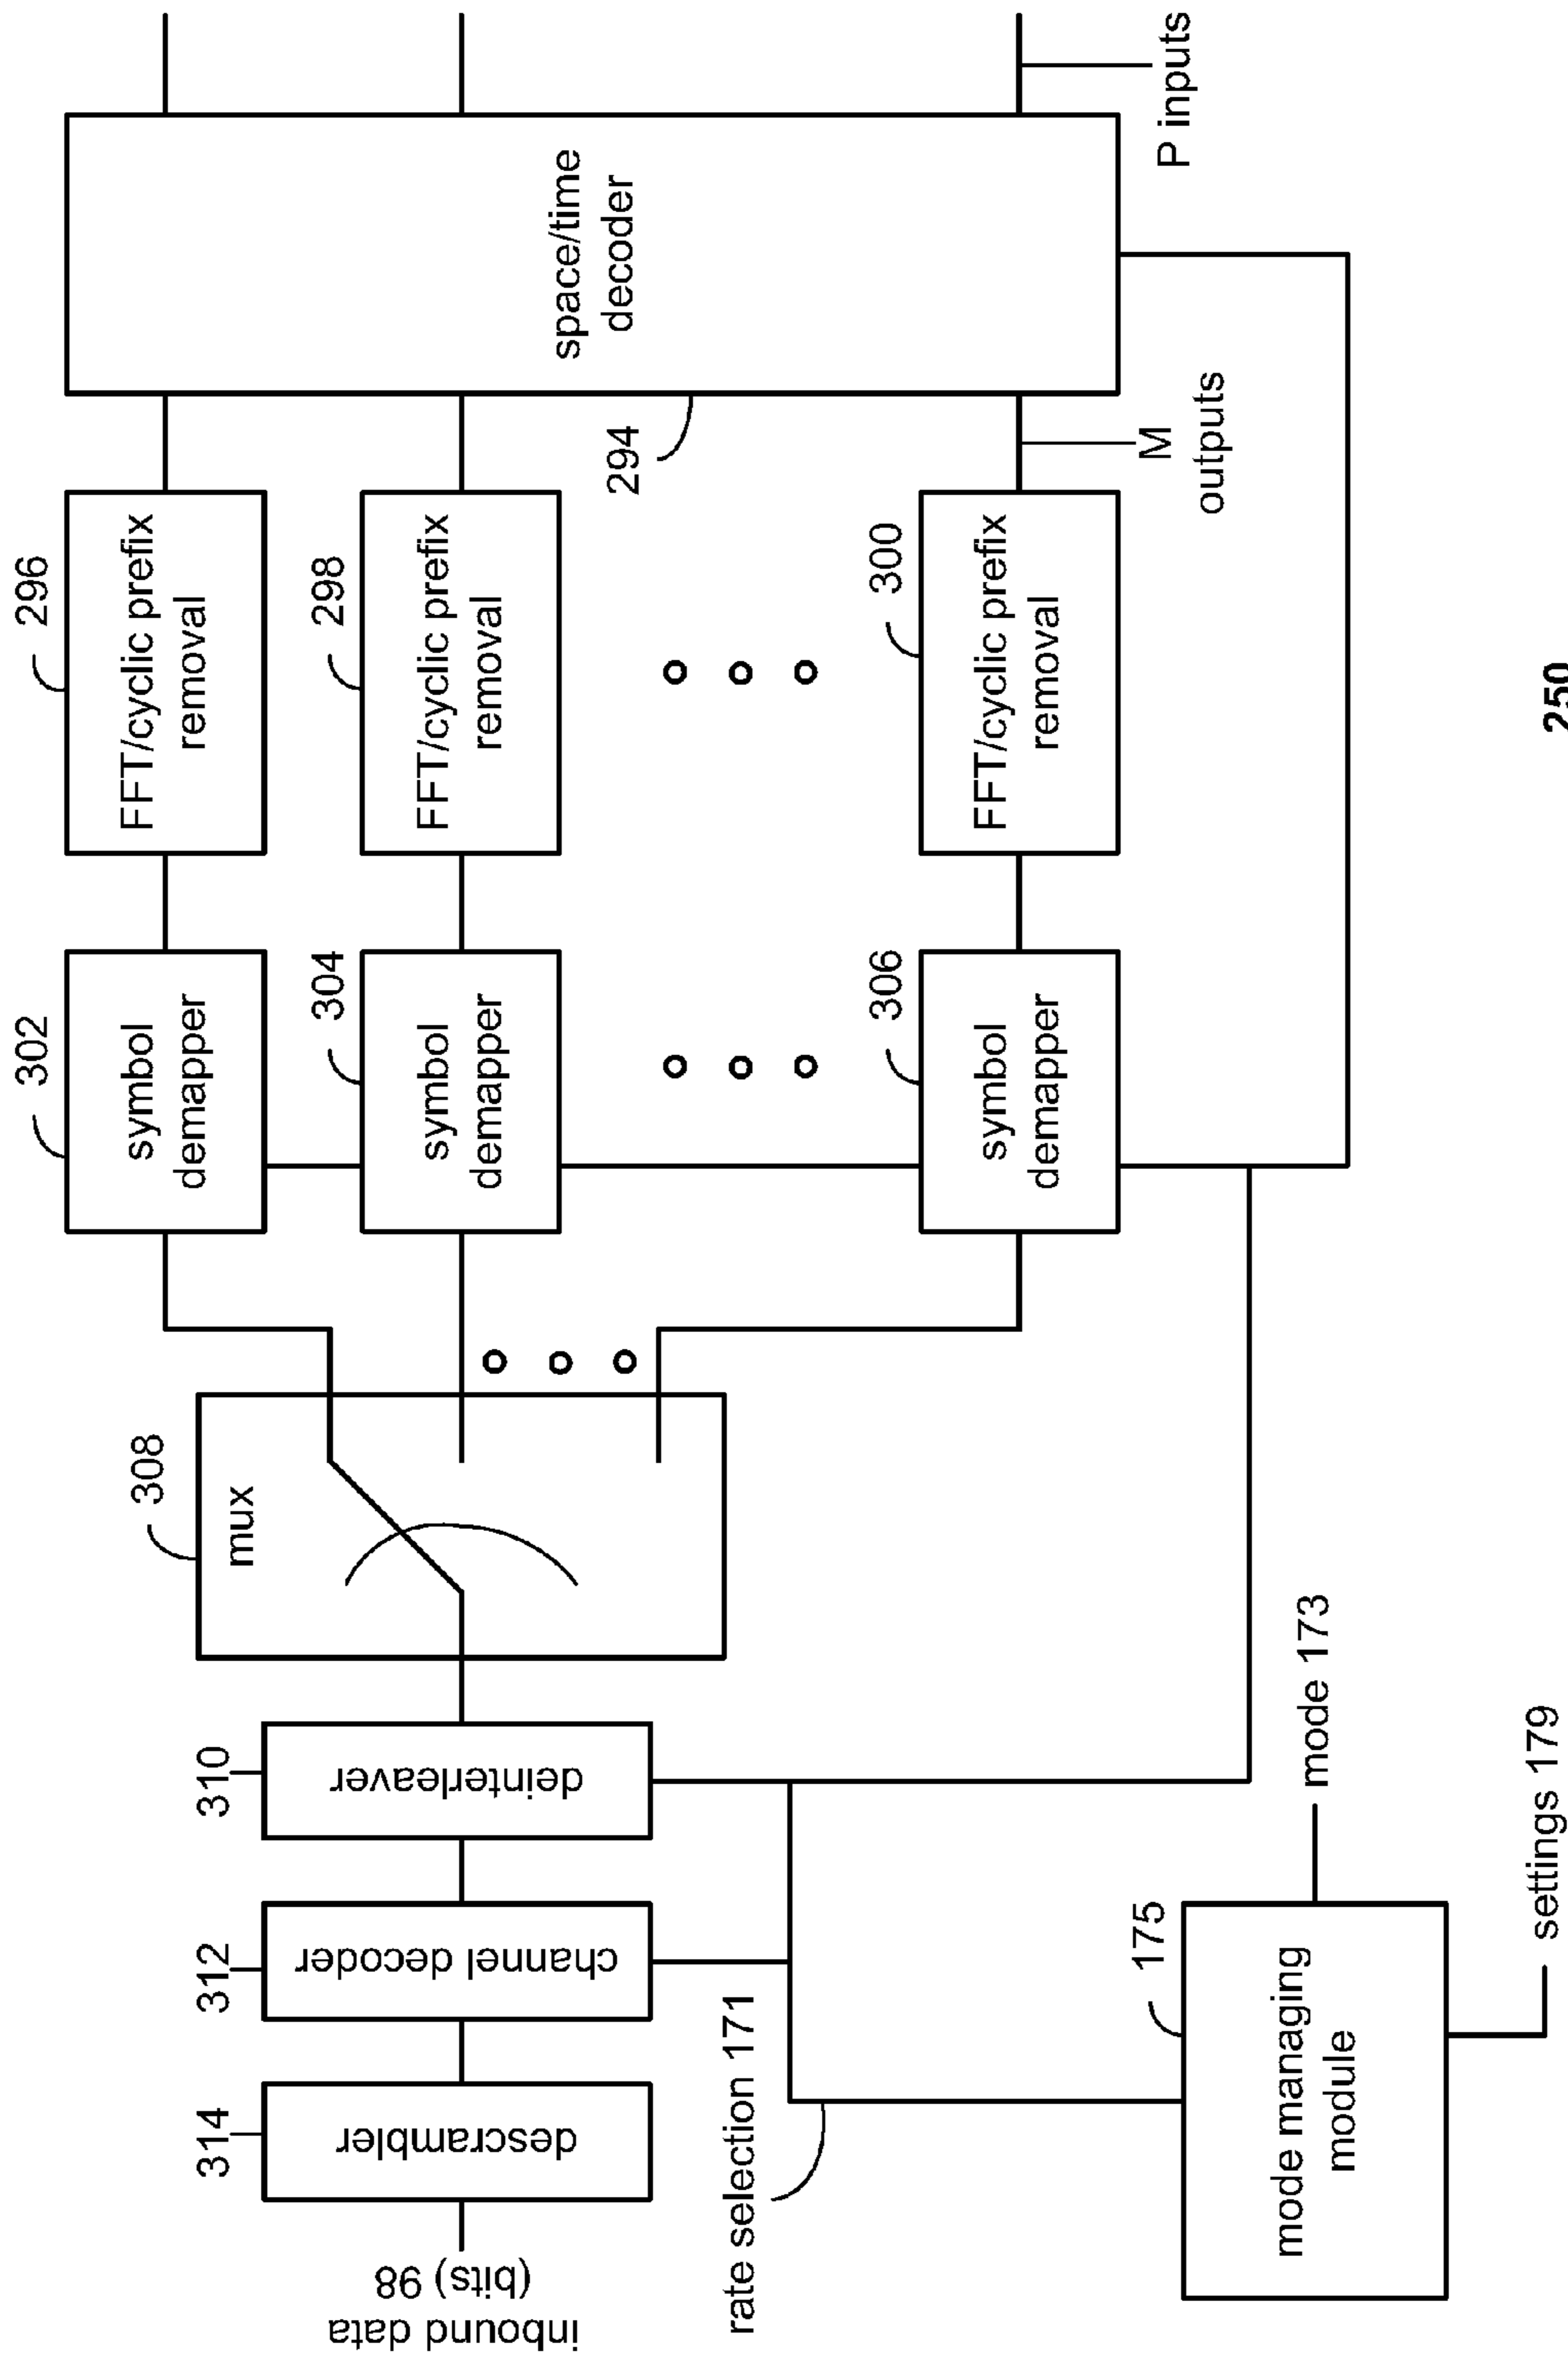 296
FFT/cyclic prefix
removal
302
symbol
demapper
298
FFT/cyclic prefix
removal
304
symbol
demapper
300
FFT/cyclic prefix
removal
306
symbol
demapper
space/time
decoder
294
P inputs
M
outputs
308
mux
310
deinterleaver
312
channel decoder
314
descrambler
inbound data
(bits) 98
rate selection 171
175
mode managing
module
mode 173
settings 179
250